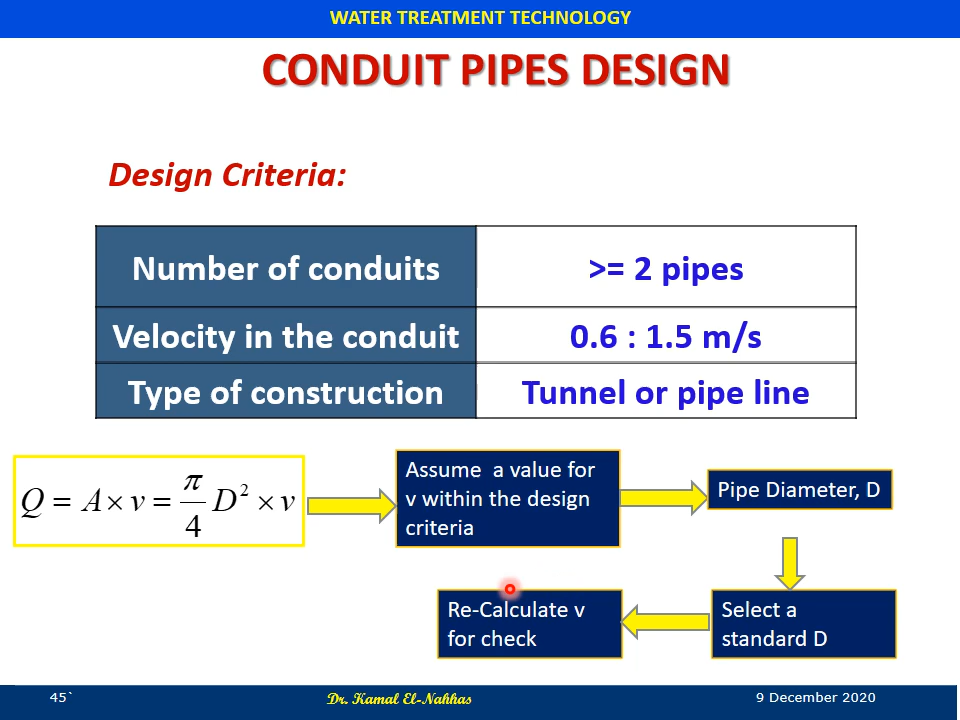 WATER TREATMENT TECHNOLOGY
CONDUIT PIPES DESIGN
Design Criteria:
Number of conduits
>= 2 pipes
Velocity in the conduit
0.6 : 1.5 m/s
Type of construction
Tunnel or pipe line
Q = A × v = π/4 D² × v
Assume a value for
v within the design
criteria
Pipe Diameter, D
Select a
standard D
Re-Calculate v
for check
45`
Dr. Kamal El-Nahhas
9 December 2020